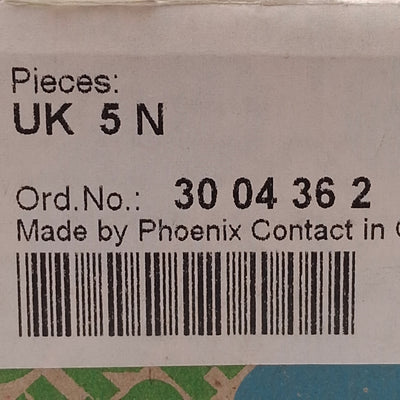 Pieces:
UK 5 N
Ord.No.: 30 04 36 2
Made by Phoenix Contact in